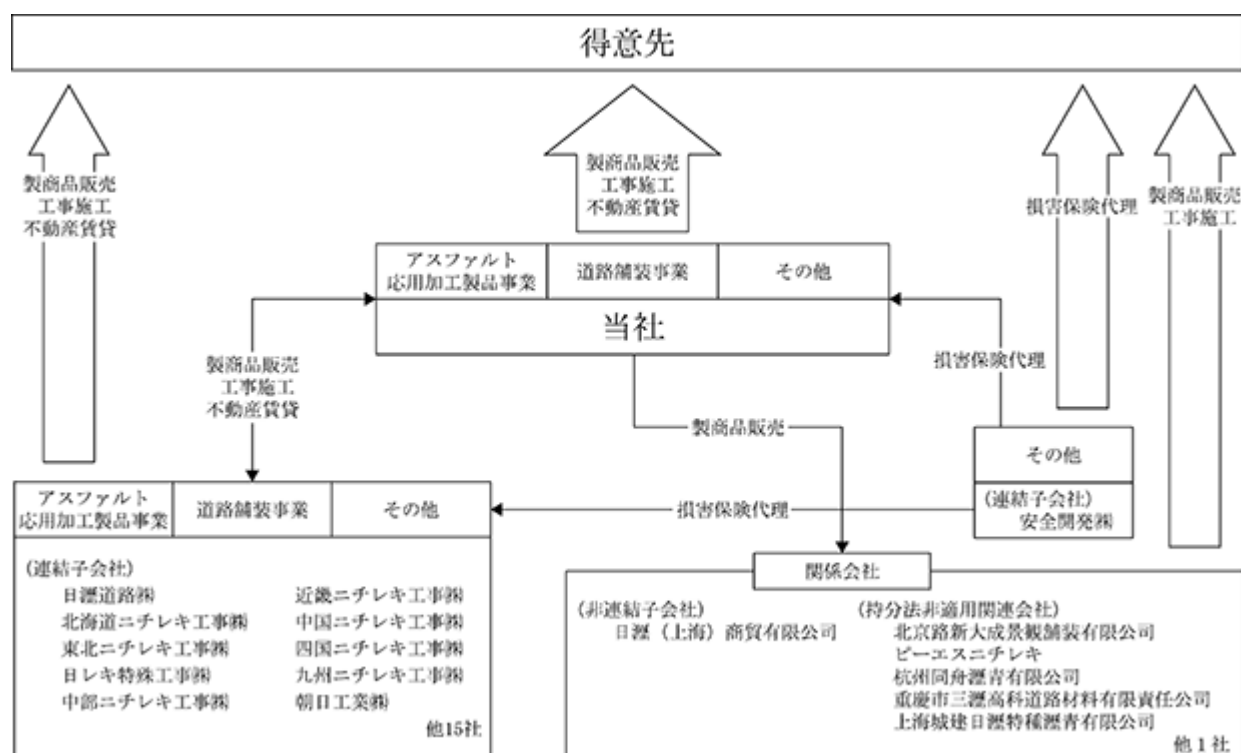 得意先
製商品販売
工事施工
不動産賃貸
製商品販売
工事施工
不動産賃貸
損害保険代理
製商品販売
工事施工
アスファルト
応用加工製品事業
道路舗装事業
その他
当社
製商品販売
工事施工
不動産賃貸
損害保険代理
製商品販売
その他
(連結子会社)
安全開発㈱
アスファルト
応用加工製品事業
道路舗装事業
その他
損害保険代理
(連結子会社)
日瀝道路㈱
北海道ニチレキ工事㈱
東北ニチレキ工事㈱
日レキ特殊工事㈱
中部ニチレキ工事㈱
近畿ニチレキ工事㈱
中国ニチレキ工事㈱
四国ニチレキ工事㈱
九州ニチレキ工事㈱
朝日工業㈱
他15社
関係会社
(非連結子会社)
日瀝（上海）商貿有限公司
(持分法非適用関連会社)
北京路新大成景観舗装有限公司
ピーエスニチレキ
杭州同舟瀝青有限公司
重慶市三瀝高科道路材料有限責任公司
上海城建日瀝特種瀝青有限公司
他１社